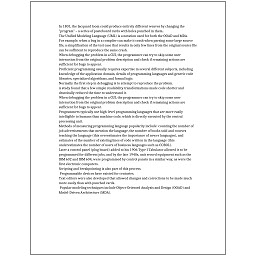 In 1801, the Jacquard loom could produce entirely different weaves by changing the
"program" – a series of pasteboard cards with holes punched in them.
The Unified Modeling Language (UML) is a notation used for both the OOAD and MDA.
For example, when a bug in a compiler can make it crash when parsing some large source
file, a simplification of the test case that results in only few lines from the original source file
can be sufficient to reproduce the same crash.
When debugging the problem in a GUI, the programmer can try to skip some user
interaction from the original problem description and check if remaining actions are
sufficient for bugs to appear.
Proficient programming usually requires expertise in several different subjects, including
knowledge of the application domain, details of programming languages and generic code
libraries, specialized algorithms, and formal logic.
Normally the first step in debugging is to attempt to reproduce the problem.
A study found that a few simple readability transformations made code shorter and
drastically reduced the time to understand it.
When debugging the problem in a GUI, the programmer can try to skip some user
interaction from the original problem description and check if remaining actions are
sufficient for bugs to appear.
Programmers typically use high-level programming languages that are more easily
intelligible to humans than machine code, which is directly executed by the central
processing unit.
Methods of measuring programming language popularity include: counting the number of
job advertisements that mention the language, the number of books sold and courses
teaching the language (this overestimates the importance of newer languages), and
estimates of the number of existing lines of code written in the language (this
underestimates the number of users of business languages such as COBOL).
Later a control panel (plug board) added to his 1906 Type I Tabulator allowed it to be
programmed for different jobs, and by the late 1940s, unit record equipment such as the
IBM 602 and IBM 604, were programmed by control panels in a similar way, as were the
first electronic computers.
Scripting and breakpointing is also part of this process.
Programmable devices have existed for centuries.
Text editors were also developed that allowed changes and corrections to be made much
more easily than with punched cards.
Popular modeling techniques include Object-Oriented Analysis and Design (OOAD) and
Model-Driven Architecture (MDA).